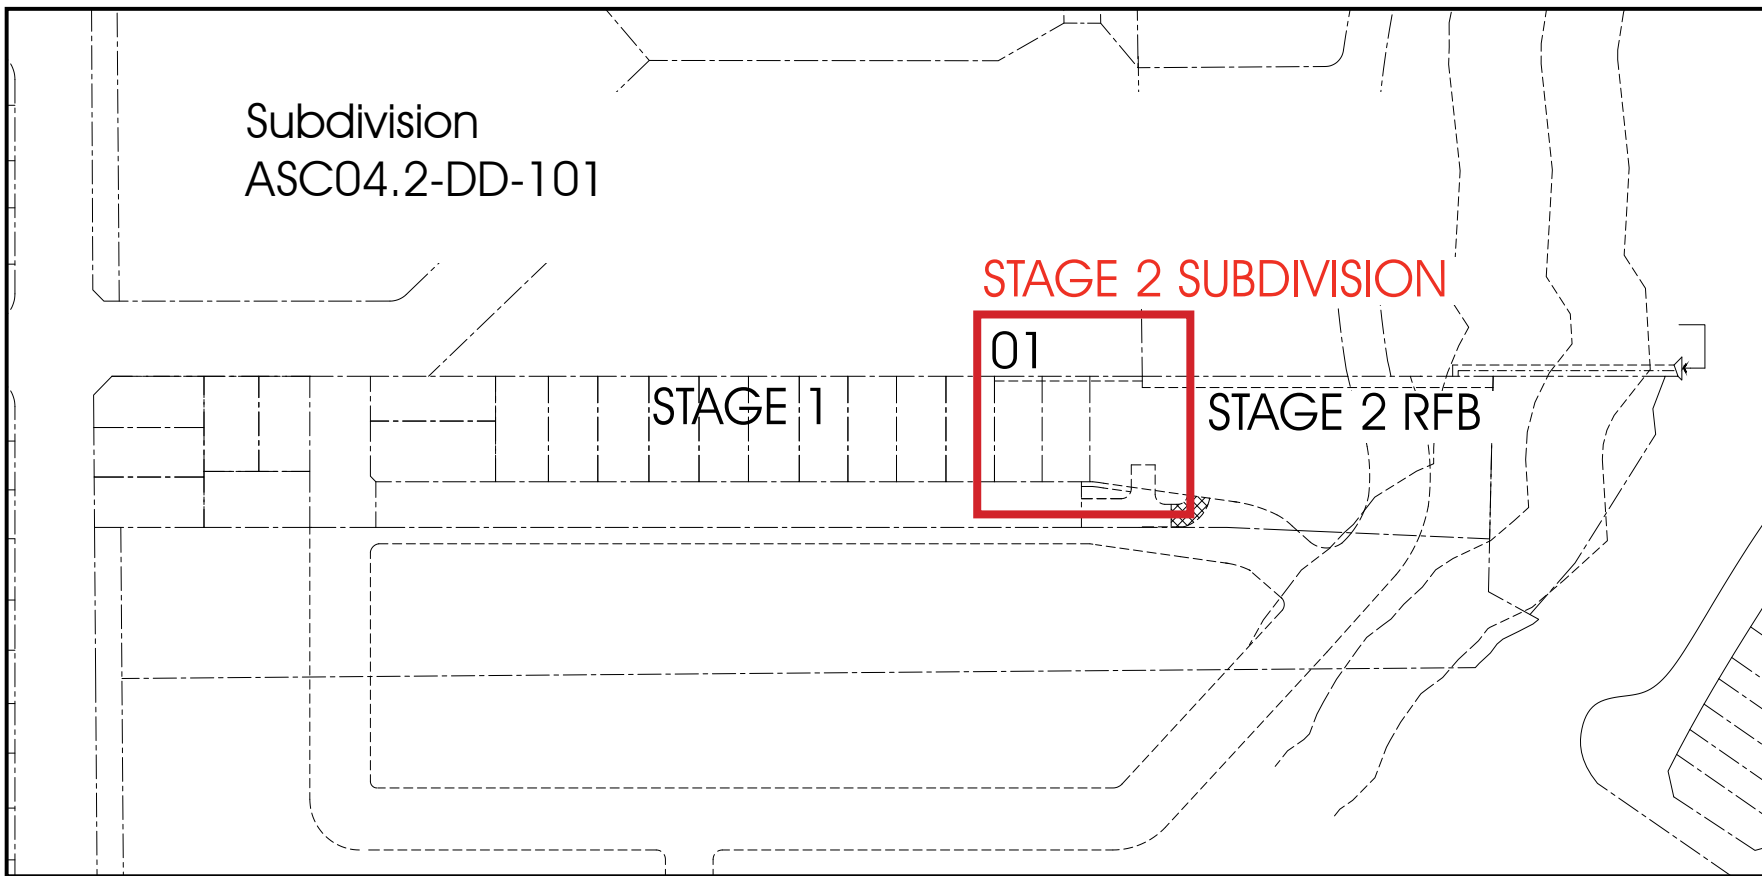 Subdivision
ASC04.2-DD-101
STAGE 2 SUBDIVISION
01
STAGE 1
STAGE 2 RFB